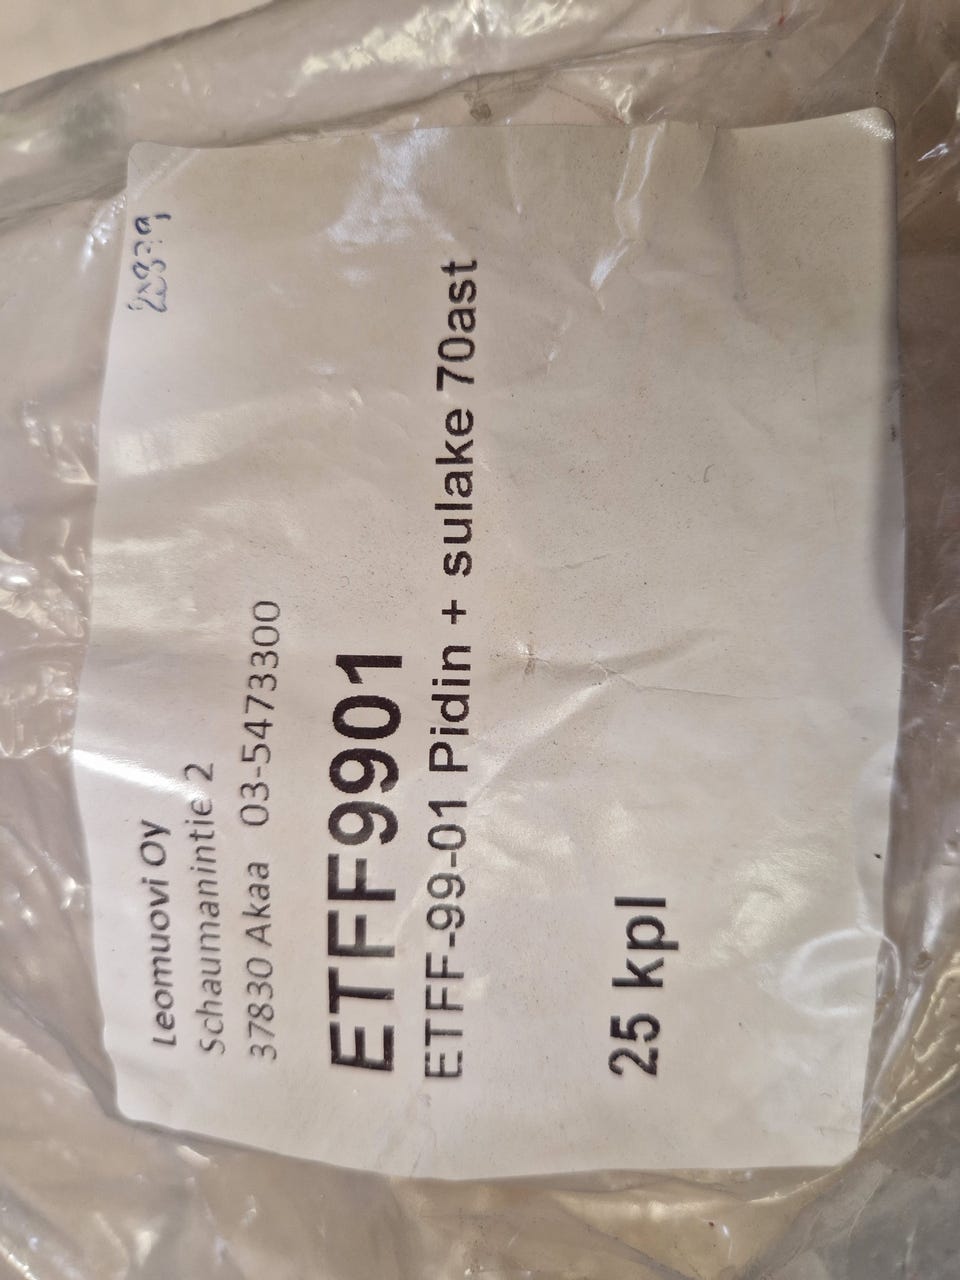 Leomuovi Oy
Schaumanintie 2
37830 Akaa 03-5473300
ETFF9901
ETFF-99-01 Pidin + sulake 70ast
25 kpl